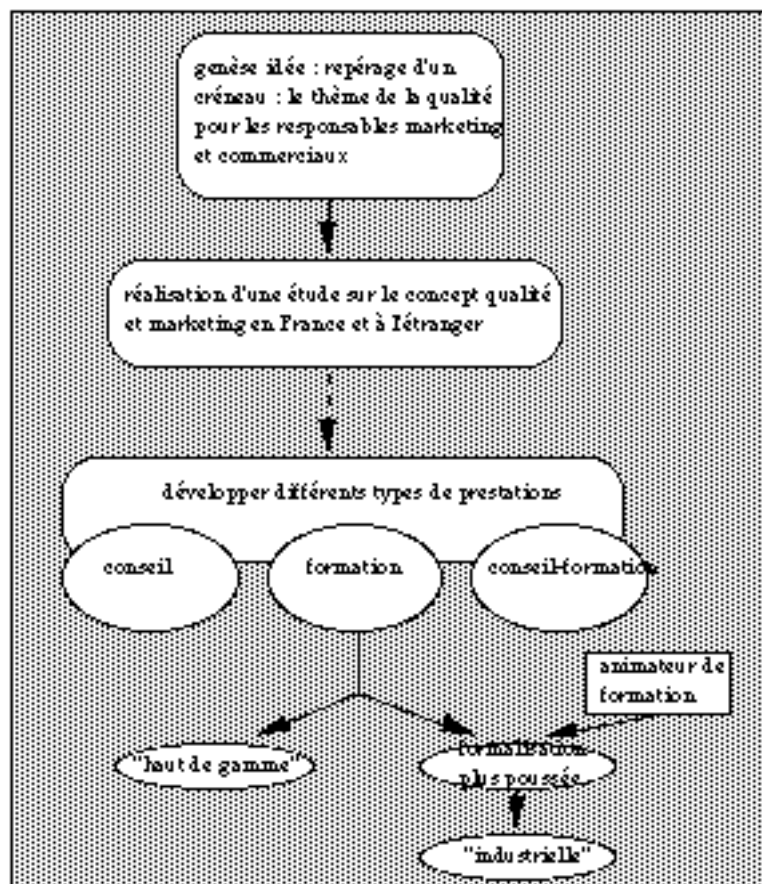 genèse idée : repérage d'un
créneau : le thème de la qualité
pour les responsables marketing
et commerciaux
réalisation d'une étude sur le concept qualité
et marketing en France et à l'étranger
développer différents types de prestations
conseil
formation
conseil-formation
animateur de
formation
"haut de gamme"
formalisation
plus poussée
"industrielle"